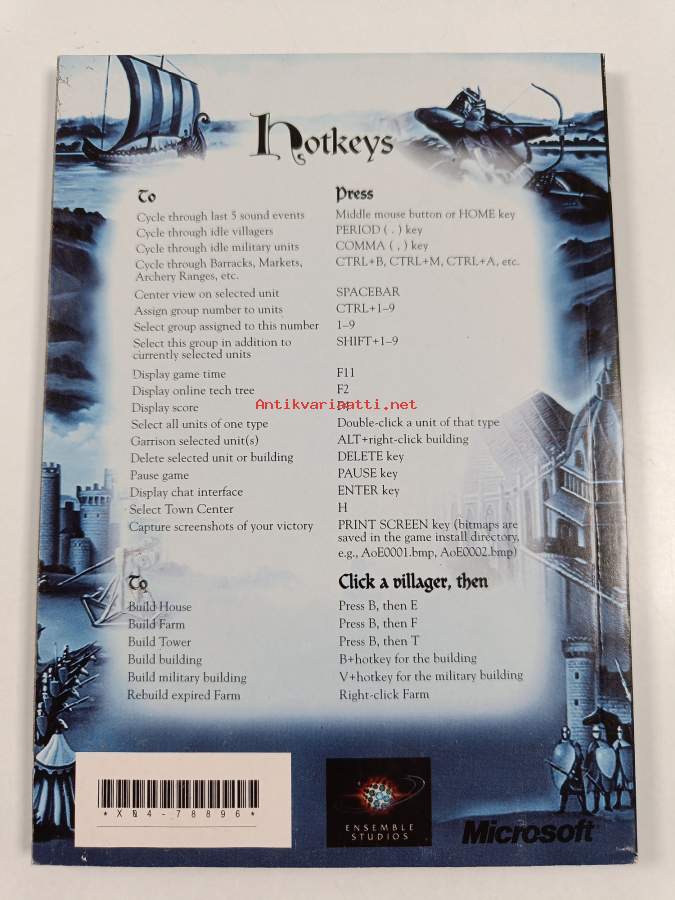 Hotkeys
To Press
Cycle through last 5 sound events Middle mouse button or HOME key
Cycle through idle villagers PERIOD ( . ) key
Cycle through idle military units COMMA ( , ) key
Cycle through Barracks, Markets, CTRL+B, CTRL+M, CTRL+A, etc.
Archery Ranges, etc.
Center view on selected unit SPACEBAR
Assign group number to units CTRL+1–9
Select group assigned to this number 1–9
Select this group in addition to SHIFT+1–9
currently selected units
Display game time F11
Display online tech tree F2
Display score
Antikvariaatti.net
Select all units of one type Double-click a unit of that type
Garrison selected unit(s) ALT+right-click building
Delete selected unit or building DELETE key
Pause game PAUSE key
Display chat interface ENTER key
Select Town Center H
Capture screenshots of your victory PRINT SCREEN key (bitmaps are
saved in the game install directory,
e.g., AoE0001.bmp, AoE0002.bmp)
To Click a villager, then
Build House Press B, then E
Build Farm Press B, then F
Build Tower Press B, then T
Build building B+hotkey for the building
Build military building V+hotkey for the military building
Rebuild expired Farm Right-click Farm
*X04-78896*
ENSEMBLE
STUDIOS
Microsoft